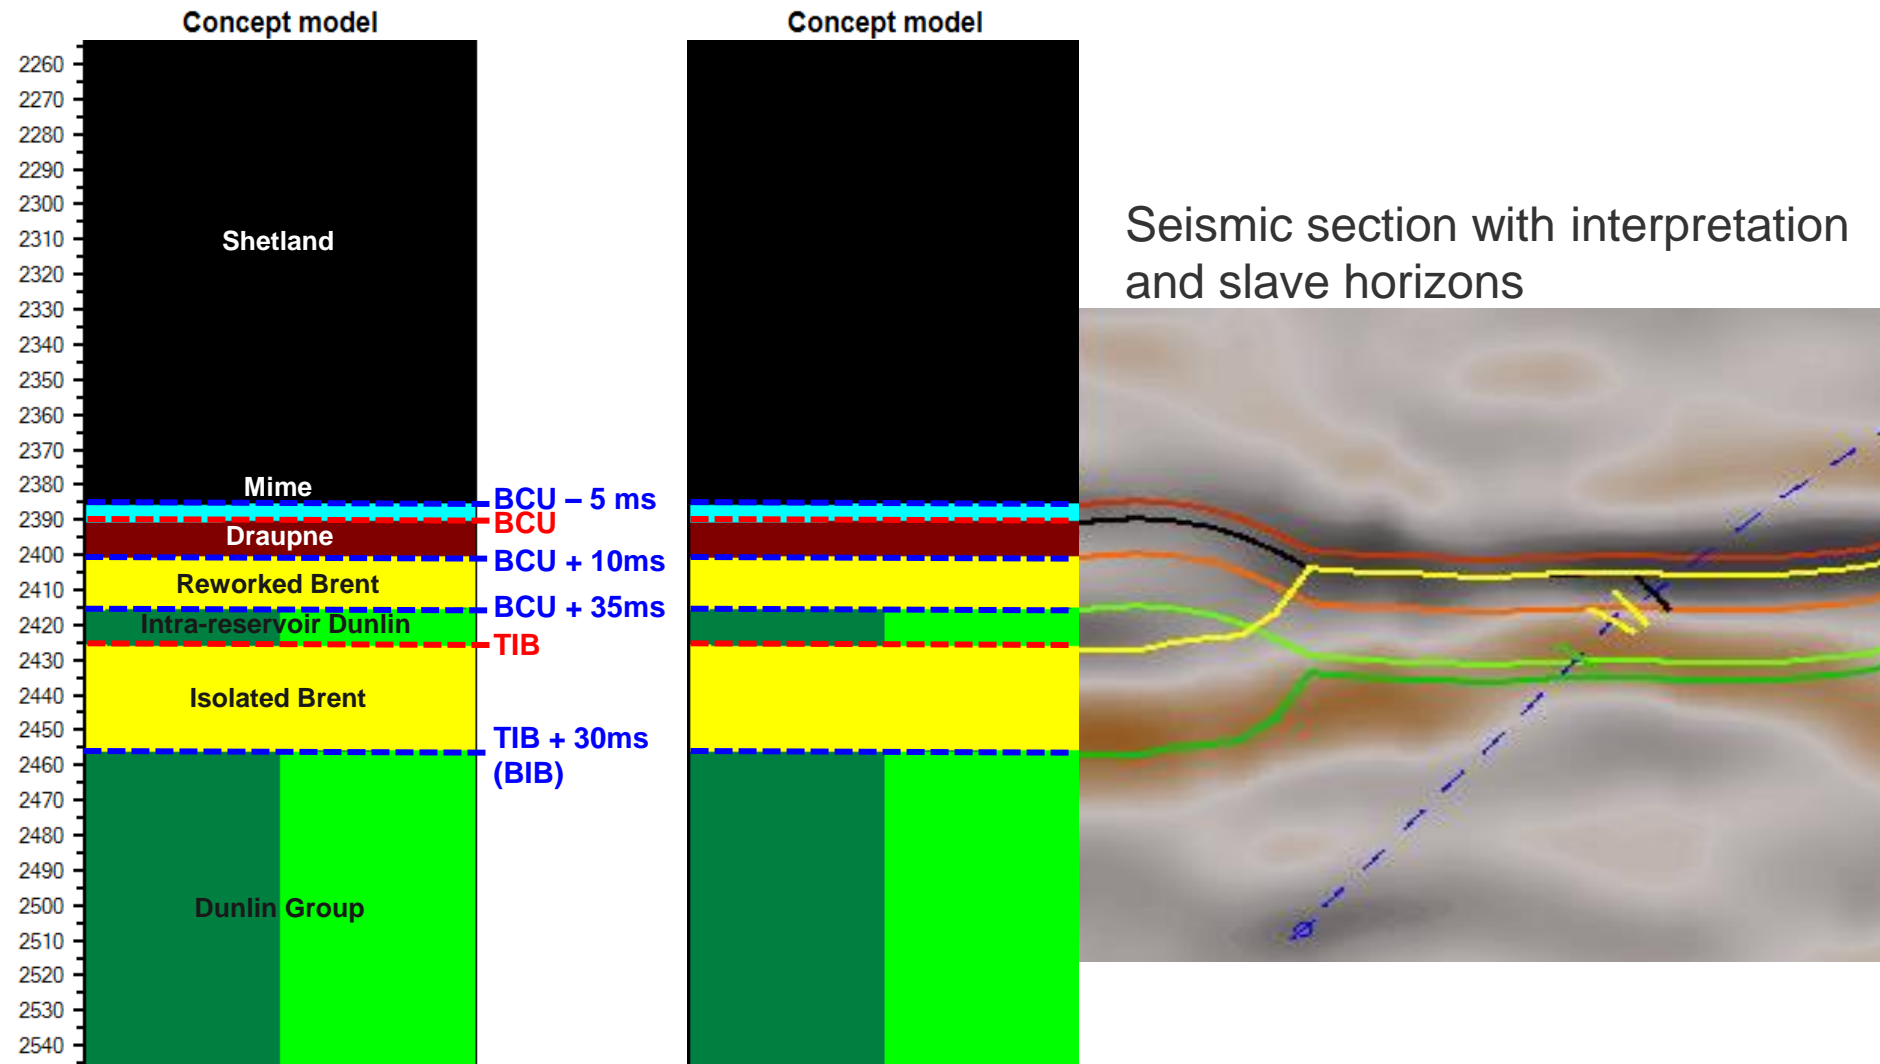 Concept model
Concept model
2260
2270
2280
2290
2300
2310
2320
2330
2340
2350
2360
2370
2380
2390
2400
2410
2420
2430
2440
2450
2460
2470
2480
2490
2500
2510
2520
2530
2540
Shetland
Mime
Draupne
Reworked Brent
Intra-reservoir Dunlin
Isolated Brent
Dunlin Group
BCU – 5 ms
BCU
BCU + 10ms
BCU + 35ms
TIB
TIB + 30ms
(BIB)
Seismic section with interpretation
and slave horizons